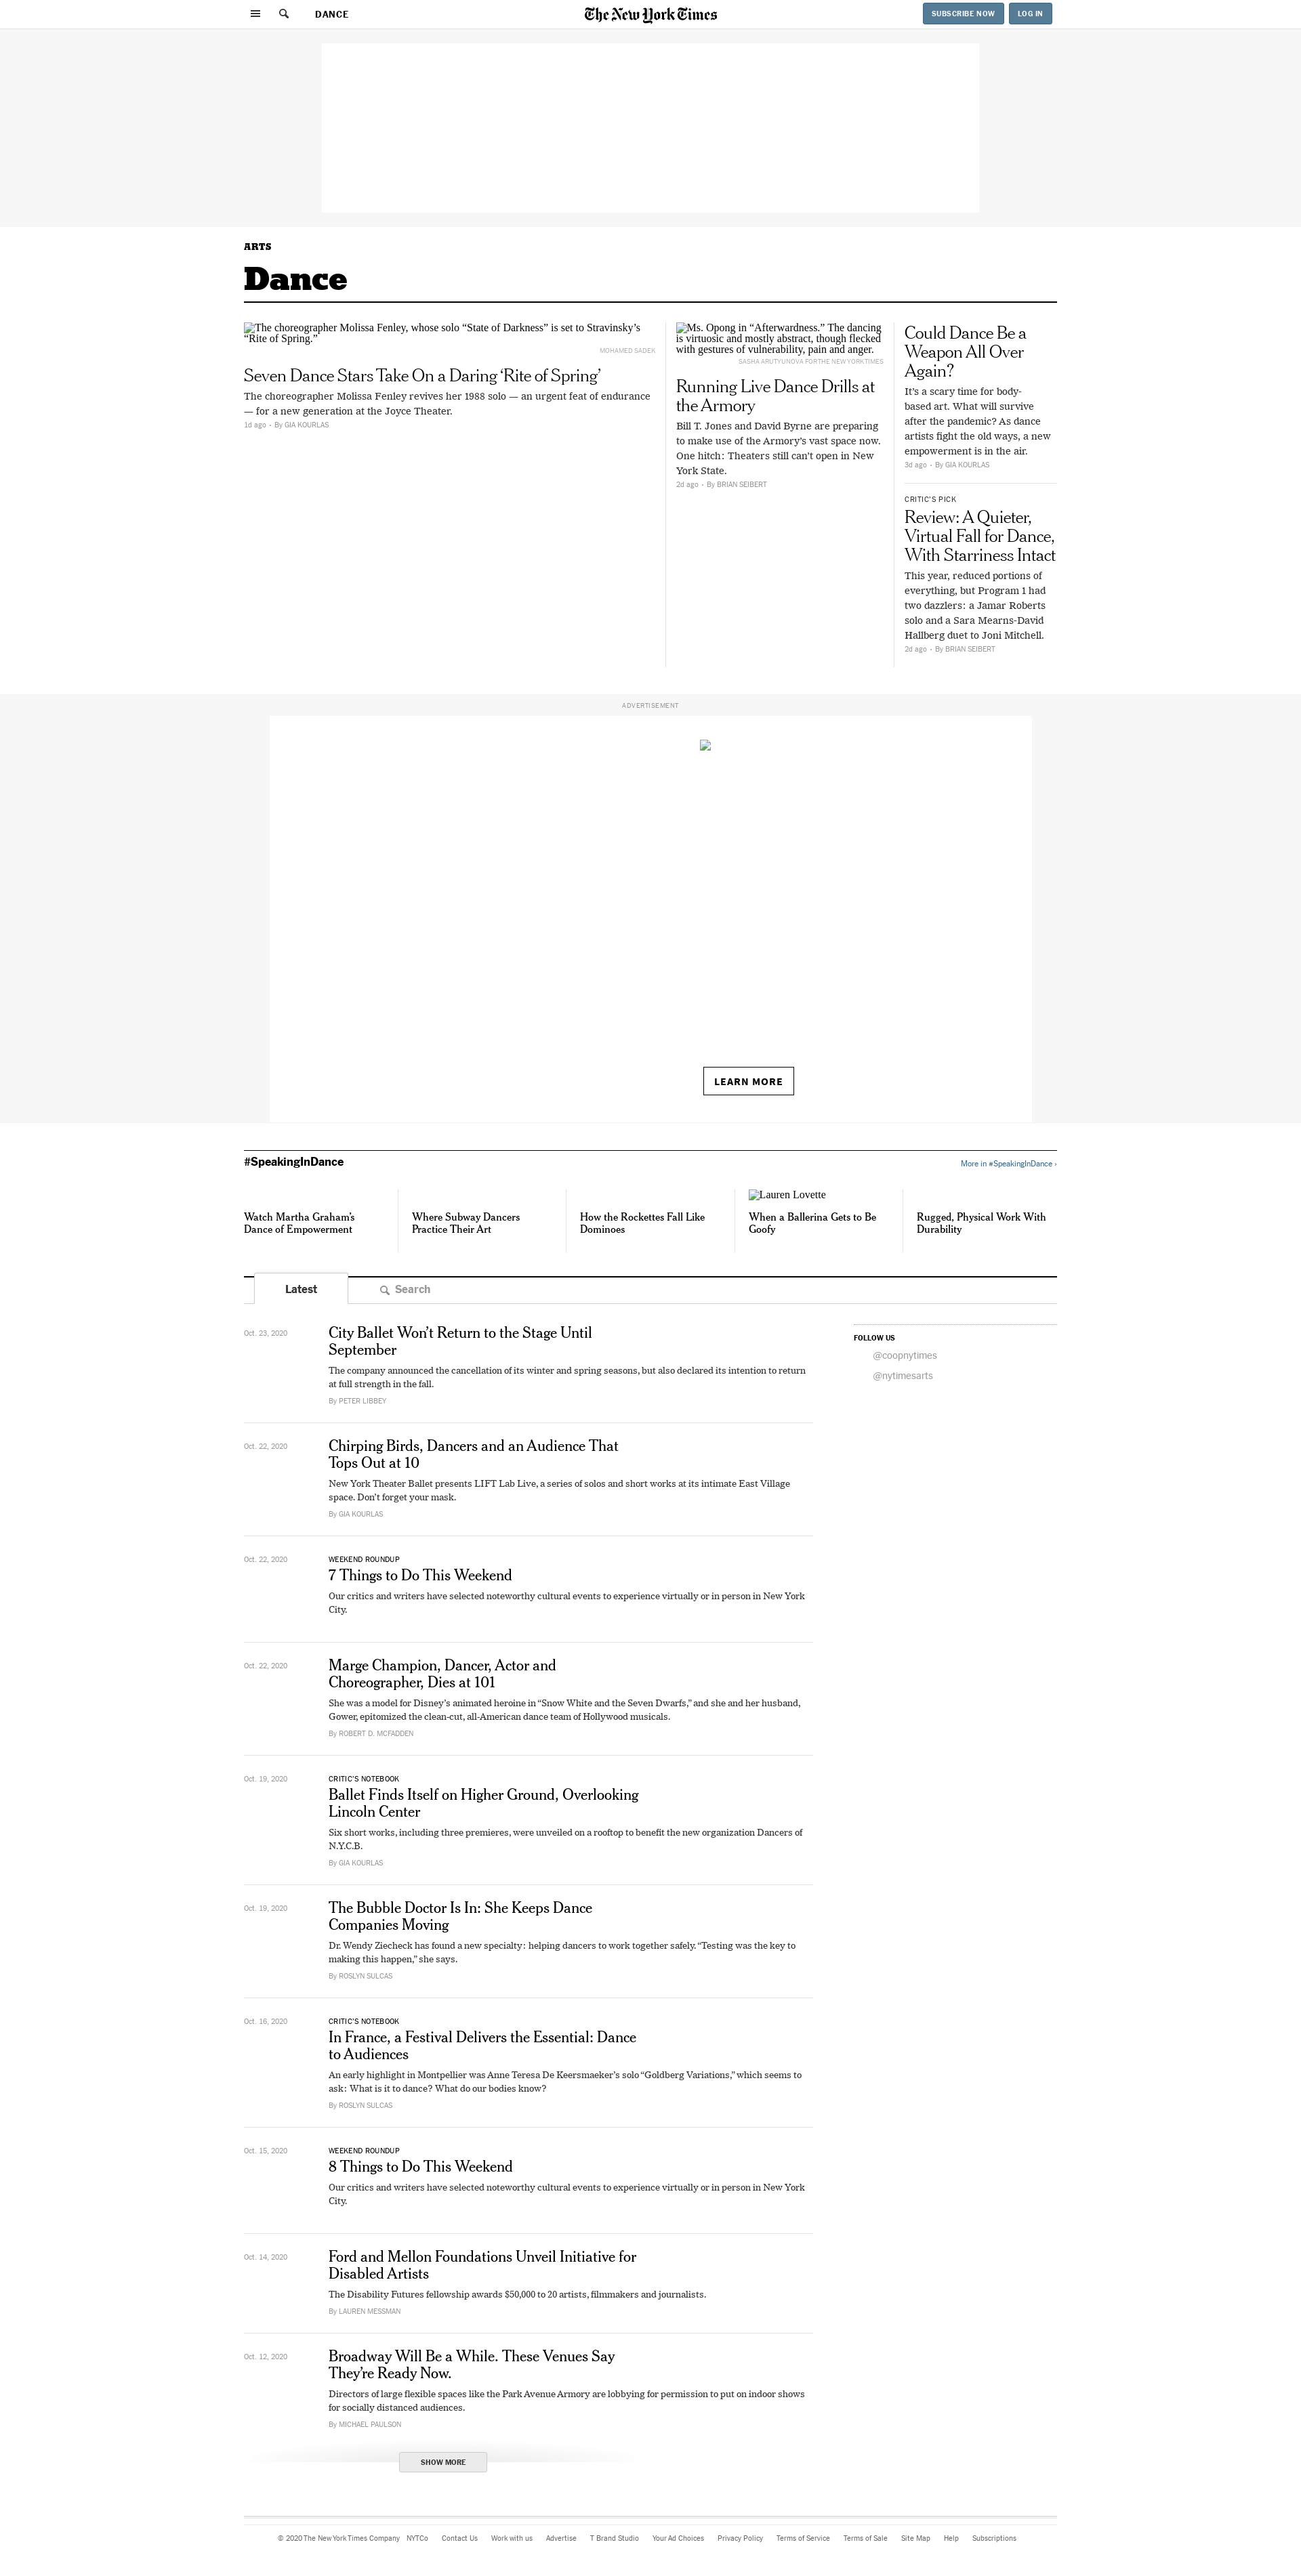 DANCE
The New York Times
SUBSCRIBE NOW
LOG IN
ARTS
Dance
The choreographer Molissa Fenley, whose solo “State of Darkness” is set to Stravinsky’s
“Rite of Spring.”
MOHAMED SADEK
Seven Dance Stars Take On a Daring ‘Rite of Spring’
The choreographer Molissa Fenley revives her 1988 solo — an urgent feat of endurance
— for a new generation at the Joyce Theater.
1d ago • By GIA KOURLAS
Ms. Opong in “Afterwardness.” The dancing
is virtuosic and mostly abstract, though flecked
with gestures of vulnerability, pain and anger.
SASHA ARUTYUNOVA FOR THE NEW YORK TIMES
Running Live Dance Drills at
the Armory
Bill T. Jones and David Byrne are preparing
to make use of the Armory’s vast space now.
One hitch: Theaters still can’t open in New
York State.
2d ago • By BRIAN SEIBERT
Could Dance Be a
Weapon All Over
Again?
It’s a scary time for body-
based art. What will survive
after the pandemic? As dance
artists fight the old ways, a new
empowerment is in the air.
3d ago • By GIA KOURLAS
CRITIC’S PICK
Review: A Quieter,
Virtual Fall for Dance,
With Starriness Intact
This year, reduced portions of
everything, but Program 1 had
two dazzlers: a Jamar Roberts
solo and a Sara Mearns-David
Hallberg duet to Joni Mitchell.
2d ago • By BRIAN SEIBERT
ADVERTISEMENT
LEARN MORE
#SpeakingInDance
More in #SpeakingInDance ›
Watch Martha Graham’s
Dance of Empowerment
Where Subway Dancers
Practice Their Art
How the Rockettes Fall Like
Dominoes
Lauren Lovette
When a Ballerina Gets to Be
Goofy
Rugged, Physical Work With
Durability
Latest
Search
Oct. 23, 2020
City Ballet Won’t Return to the Stage Until
September
The company announced the cancellation of its winter and spring seasons, but also declared its intention to return
at full strength in the fall.
By PETER LIBBEY
FOLLOW US
@coopnytimes
@nytimesarts
Oct. 22, 2020
Chirping Birds, Dancers and an Audience That
Tops Out at 10
New York Theater Ballet presents LIFT Lab Live, a series of solos and short works at its intimate East Village
space. Don’t forget your mask.
By GIA KOURLAS
Oct. 22, 2020
WEEKEND ROUNDUP
7 Things to Do This Weekend
Our critics and writers have selected noteworthy cultural events to experience virtually or in person in New York
City.
Oct. 22, 2020
Marge Champion, Dancer, Actor and
Choreographer, Dies at 101
She was a model for Disney’s animated heroine in “Snow White and the Seven Dwarfs,” and she and her husband,
Gower, epitomized the clean-cut, all-American dance team of Hollywood musicals.
By ROBERT D. MCFADDEN
Oct. 19, 2020
CRITIC’S NOTEBOOK
Ballet Finds Itself on Higher Ground, Overlooking
Lincoln Center
Six short works, including three premieres, were unveiled on a rooftop to benefit the new organization Dancers of
N.Y.C.B.
By GIA KOURLAS
Oct. 19, 2020
The Bubble Doctor Is In: She Keeps Dance
Companies Moving
Dr. Wendy Ziecheck has found a new specialty: helping dancers to work together safely. “Testing was the key to
making this happen,” she says.
By ROSLYN SULCAS
Oct. 16, 2020
CRITIC’S NOTEBOOK
In France, a Festival Delivers the Essential: Dance
to Audiences
An early highlight in Montpellier was Anne Teresa De Keersmaeker’s solo “Goldberg Variations,” which seems to
ask: What is it to dance? What do our bodies know?
By ROSLYN SULCAS
Oct. 15, 2020
WEEKEND ROUNDUP
8 Things to Do This Weekend
Our critics and writers have selected noteworthy cultural events to experience virtually or in person in New York
City.
Oct. 14, 2020
Ford and Mellon Foundations Unveil Initiative for
Disabled Artists
The Disability Futures fellowship awards $50,000 to 20 artists, filmmakers and journalists.
By LAUREN MESSMAN
Oct. 12, 2020
Broadway Will Be a While. These Venues Say
They’re Ready Now.
Directors of large flexible spaces like the Park Avenue Armory are lobbying for permission to put on indoor shows
for socially distanced audiences.
By MICHAEL PAULSON
SHOW MORE
© 2020 The New York Times Company NYTCo Contact Us Work with us Advertise T Brand Studio Your Ad Choices Privacy Policy Terms of Service Terms of Sale Site Map Help Subscriptions